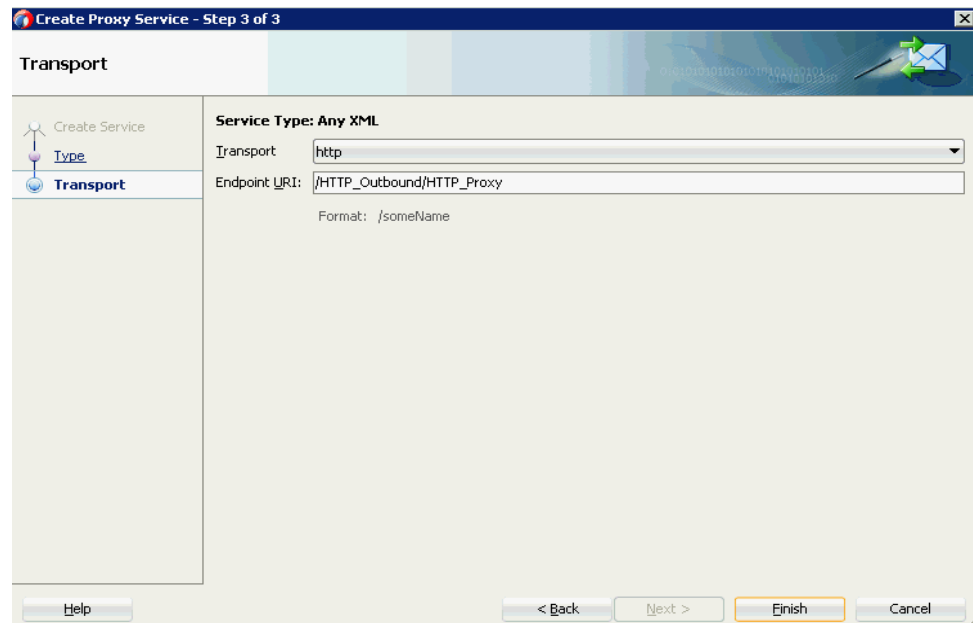 Create Proxy Service - Step 3 of 3
Transport
Create Service
Type
Transport
Service Type: Any XML
Transport http
Endpoint URI: /HTTP_Outbound/HTTP_Proxy
Format: /someName
Help < Back Next > Finish Cancel